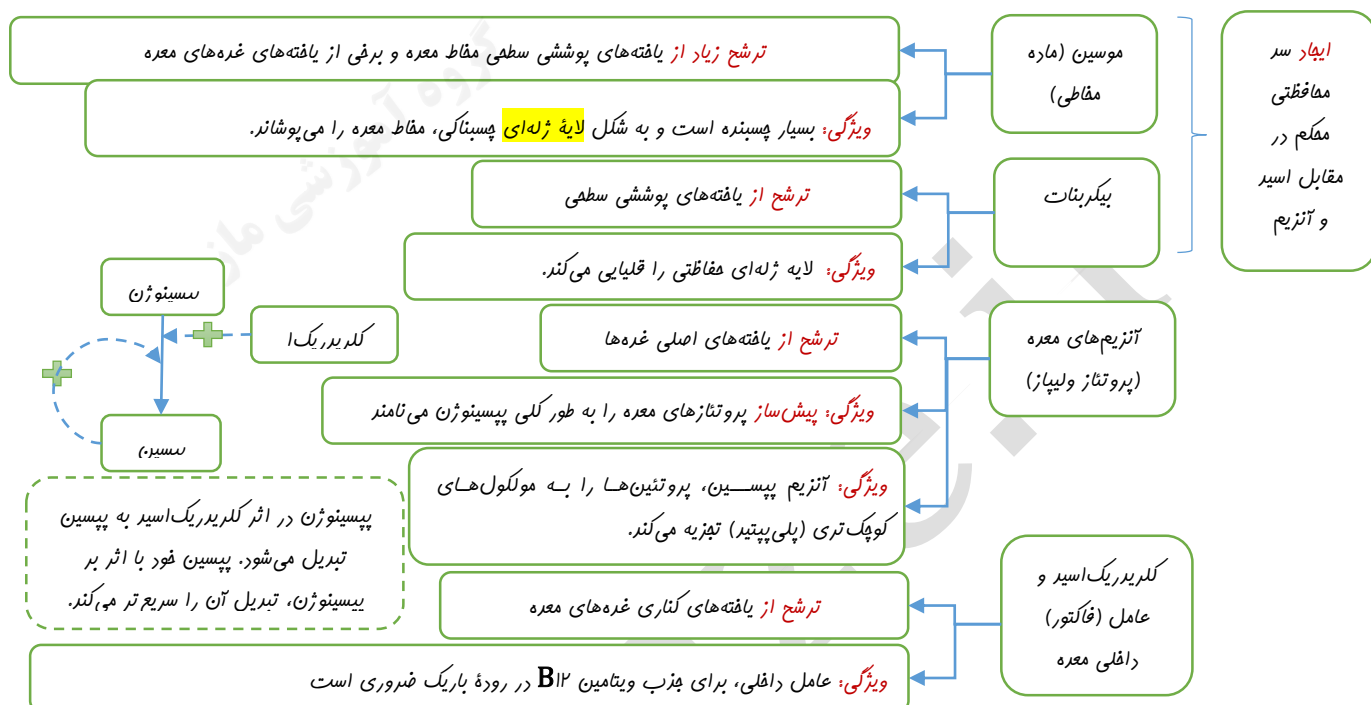 ایجاد سد
محافظتی
محکم در
مقابل اسید
و آنزیم
موسین (ماده
مخاطی)
ترشح زیاد از یاخته‌های پوششی سطحی مخاط معده و برخی از یاخته‌های غده‌های معده
ویژگی: بسیار چسبنده است و به شکل لایهٔ ژله‌ای چسبناکی، مخاط معده را می‌پوشاند.
بیکربنات
ترشح از یاخته‌های پوششی سطحی
ویژگی: لایه ژله‌ای حفاظتی را قلیایی می‌کند.
آنزیم‌های معده
(پروتئاز ولیپاز)
ترشح از یاخته‌های اصلی غده‌ها
ویژگی: پیش‌ساز پروتئازهای معده را به طور کلی پپسینوژن می‌نامند
ویژگی: آنزیم پپسین، پروتئین‌ها را به مولکول‌های
کوچک‌تری (پلی‌پپتید) تجزیه می‌کند.
کلریدریک‌اسید و
عامل (فاکتور)
داخلی معده
ترشح از یاخته‌های کناری غده‌های معده
ویژگی: عامل داخلی، برای جذب ویتامین B۱۲ در رودهٔ باریک ضروری است
پپسینوژن
کلریدریک‌ا
پپسین
پپسینوژن در اثر کلریدریک‌اسید به پپسین
تبدیل می‌شود. پپسین خود با اثر بر
پپسینوژن، تبدیل آن را سریع‌تر می‌کند.
گروه آموزشی ماز